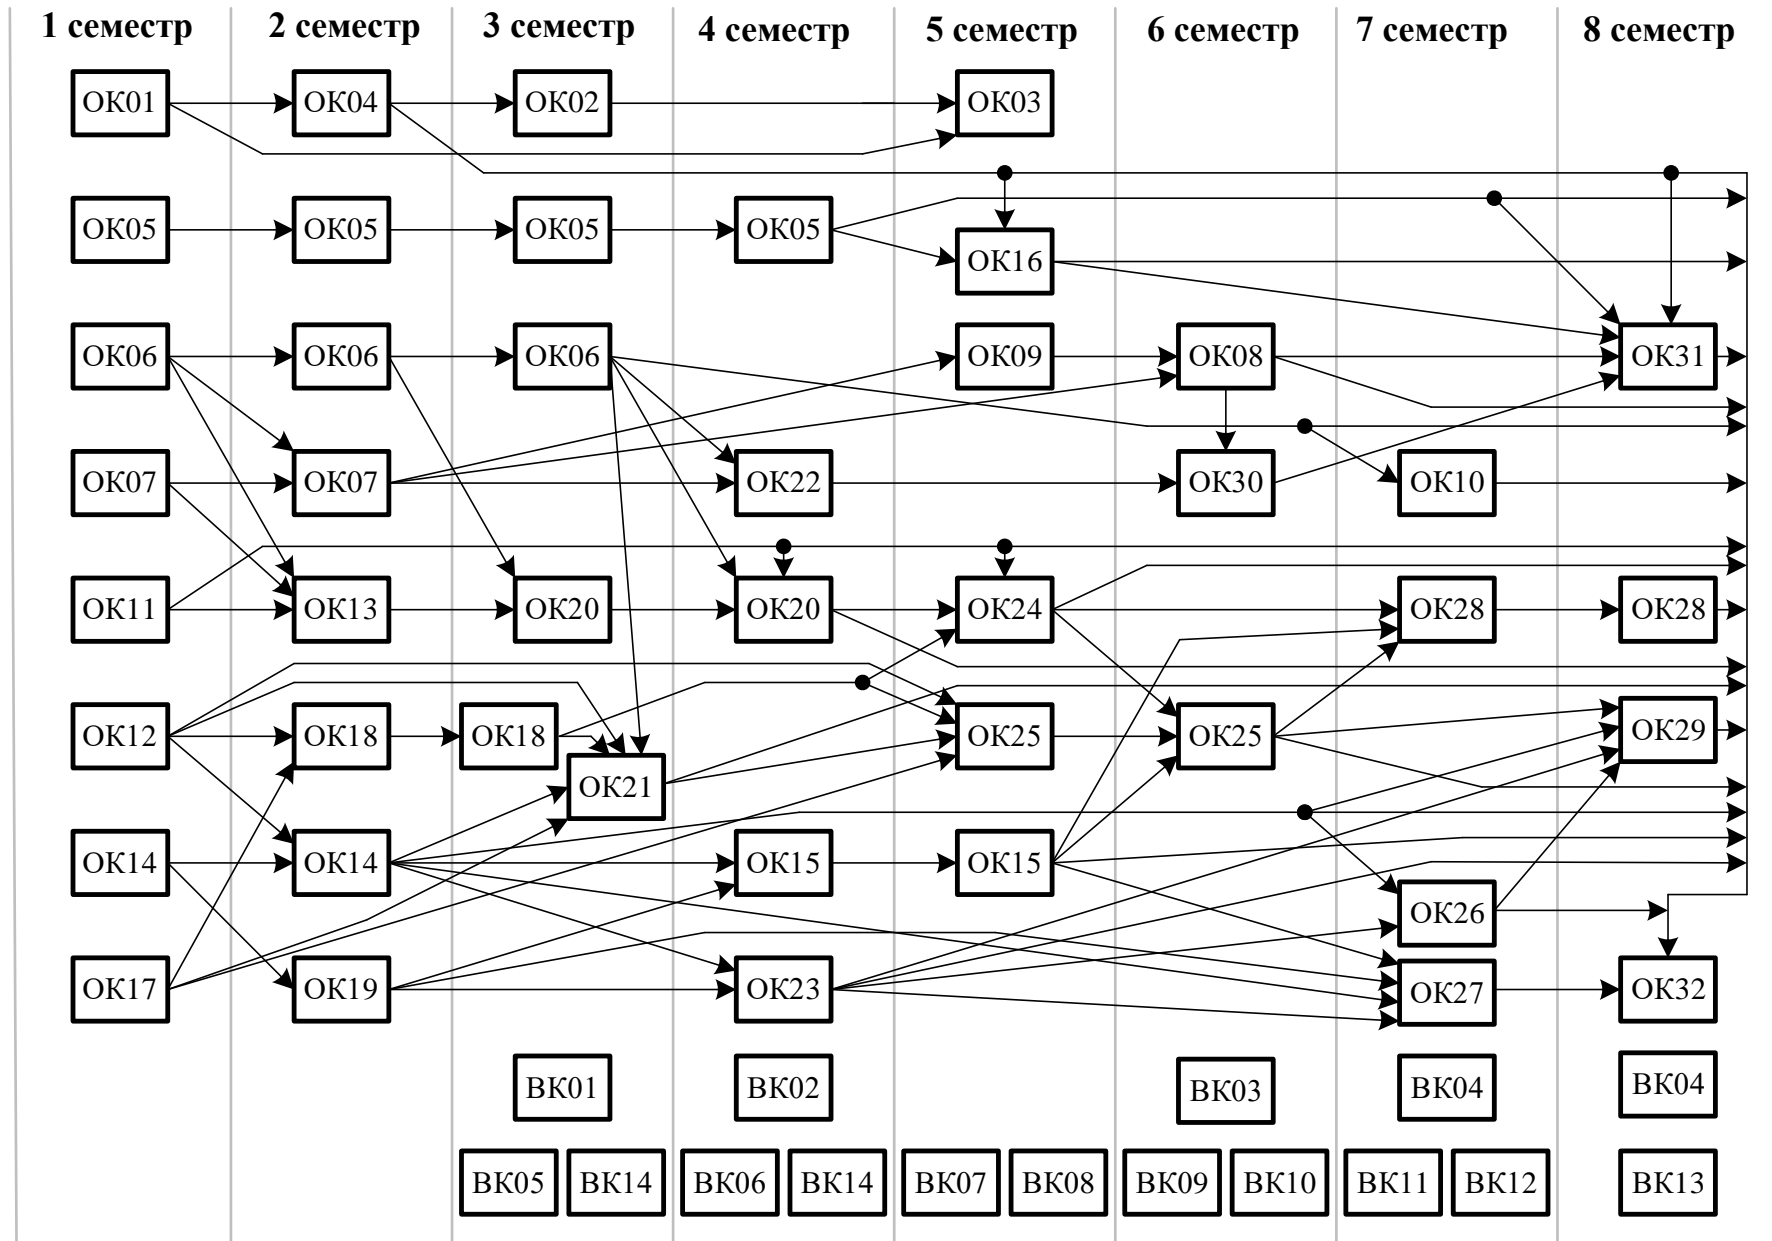 1 семестр 2 семестр 3 семестр 4 семестр 5 семестр 6 семестр 7 семестр 8 семестр
ОК01 ОК04 ОК02 ОК03
ОК05 ОК05 ОК05 ОК05
ОК16
ОК06 ОК06 ОК06 ОК09 ОК08 ОК31
ОК07 ОК07 ОК22 ОК30 ОК10
ОК11 ОК13 ОК20 ОК20 ОК24 ОК28 ОК28
ОК12 ОК18 ОК18 ОК25 ОК25 ОК29
ОК21
ОК14 ОК14 ОК15 ОК15
ОК26
ОК17 ОК19 ОК23 ОК27 ОК32
ВК01 ВК02 ВК03 ВК04 ВК04
ВК05 ВК14 ВК06 ВК14 ВК07 ВК08 ВК09 ВК10 ВК11 ВК12 ВК13